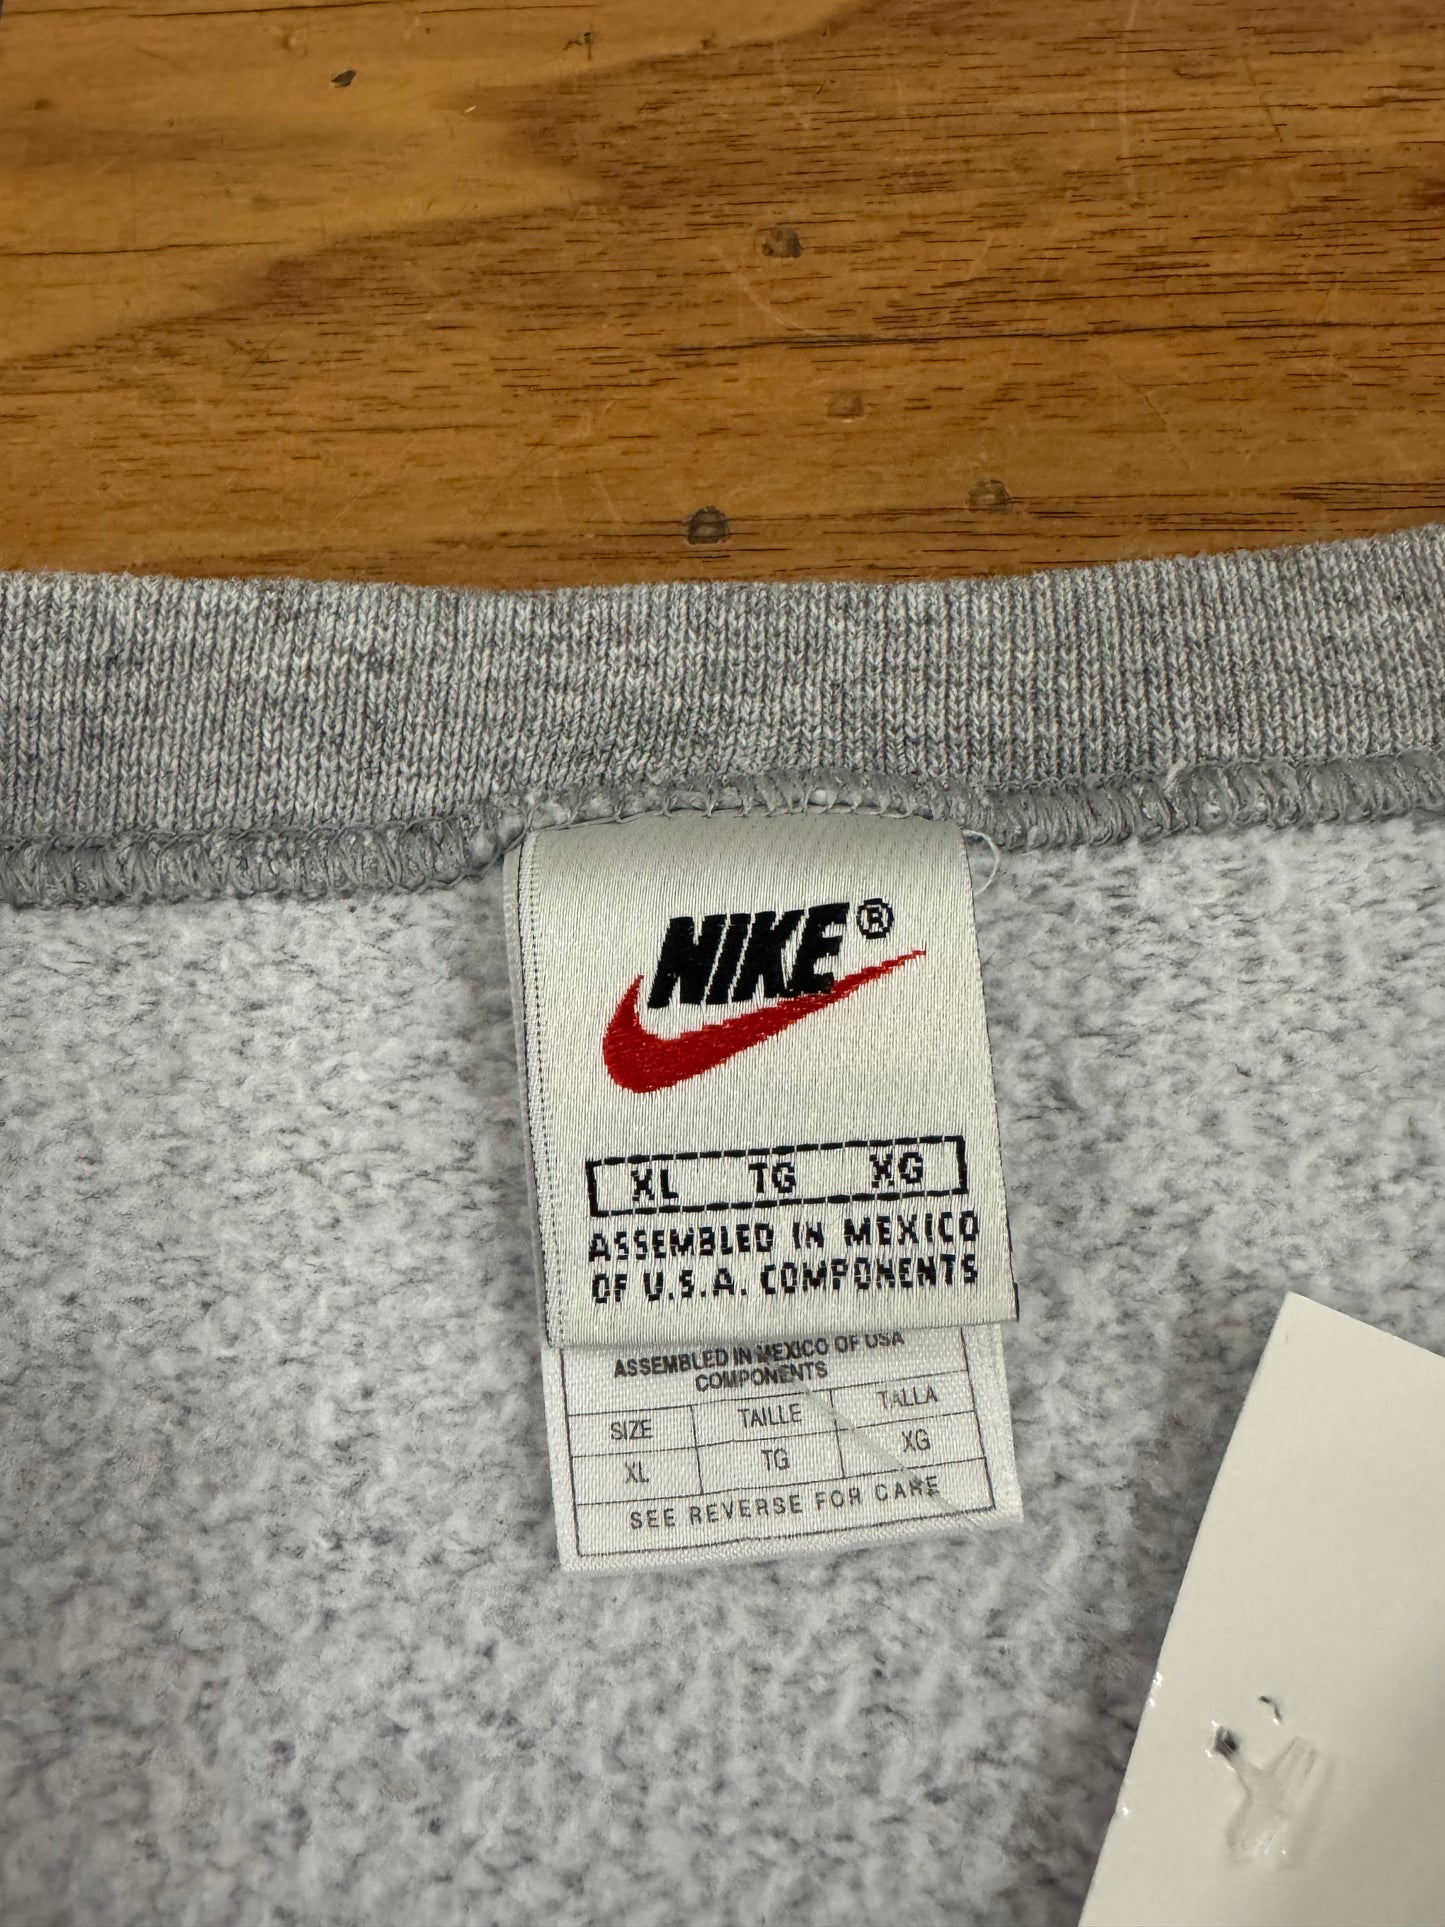 NIKE®
XL TG XG
ASSEMBLED IN MEXICO
OF U.S.A. COMPONENTS
ASSEMBLED IN MEXICO OF USA
COMPONENTS
SIZE TAILLE TALLA
XL TG XG
SEE REVERSE FOR CARE